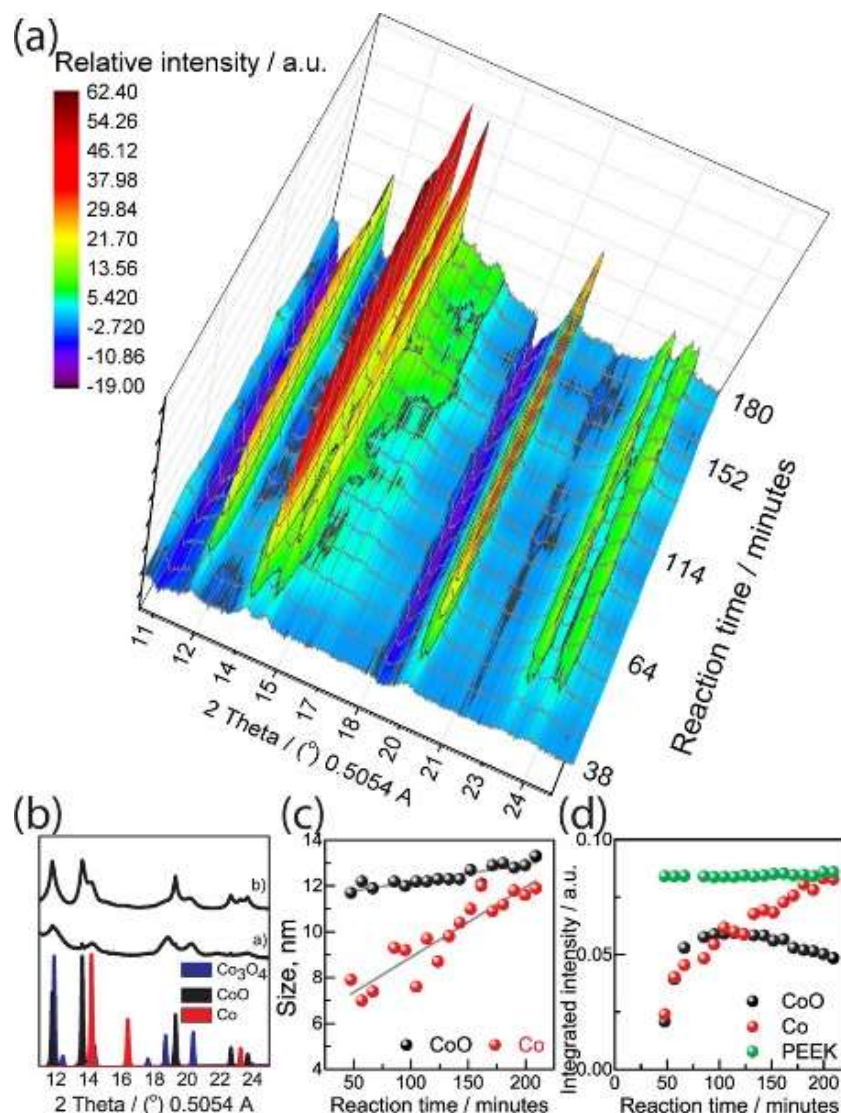 (a)
Relative intensity / a.u.
62.40
54.26
46.12
37.98
29.84
21.70
13.56
5.420
-2.720
-10.86
-19.00
180
152
114
64
38
Reaction time / minutes
11
12
14
15
17
18
20
21
23
24
2 Theta / (°) 0.5054 A
(b)
b)
a)
Co₃O₄
CoO
Co
12 14 16 18 20 22 24
2 Theta / (°) 0.5054 A
(c)
14
12
10
8
6
4
Size, nm
CoO Co
50 100 150 200
Reaction time / minutes
(d)
0.10
0.05
0.00
Integrated intensity / a.u.
CoO
Co
PEEK
0 50 100 150 200
Reaction time / minutes